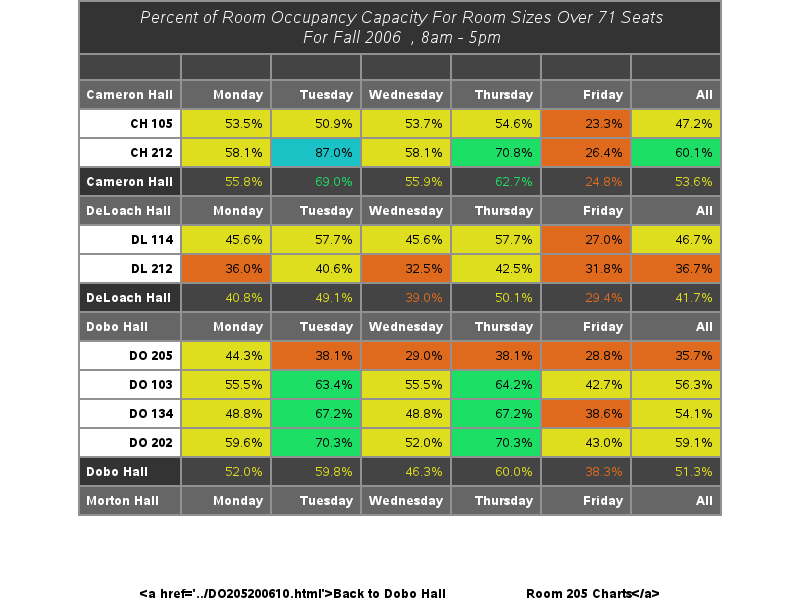 Percent of Room Occupancy Capacity For Room Sizes Over 71 Seats
For Fall 2006 , 8am - 5pm
Cameron Hall Monday Tuesday Wednesday Thursday Friday All
CH 105 53.5% 50.9% 53.7% 54.6% 23.3% 47.2%
CH 212 58.1% 87.0% 58.1% 70.8% 26.4% 60.1%
Cameron Hall 55.8% 69.0% 55.9% 62.7% 24.8% 53.6%
DeLoach Hall Monday Tuesday Wednesday Thursday Friday All
DL 114 45.6% 57.7% 45.6% 57.7% 27.0% 46.7%
DL 212 36.0% 40.6% 32.5% 42.5% 31.8% 36.7%
DeLoach Hall 40.8% 49.1% 39.0% 50.1% 29.4% 41.7%
Dobo Hall Monday Tuesday Wednesday Thursday Friday All
DO 205 44.3% 38.1% 29.0% 38.1% 28.8% 35.7%
DO 103 55.5% 63.4% 55.5% 64.2% 42.7% 56.3%
DO 134 48.8% 67.2% 48.8% 67.2% 38.6% 54.1%
DO 202 59.6% 70.3% 52.0% 70.3% 43.0% 59.1%
Dobo Hall 52.0% 59.8% 46.3% 60.0% 38.3% 51.3%
Morton Hall Monday Tuesday Wednesday Thursday Friday All
&lt;a href='../DO205200610.html'&gt;Back to Dobo Hall Room 205 Charts&lt;/a&gt;